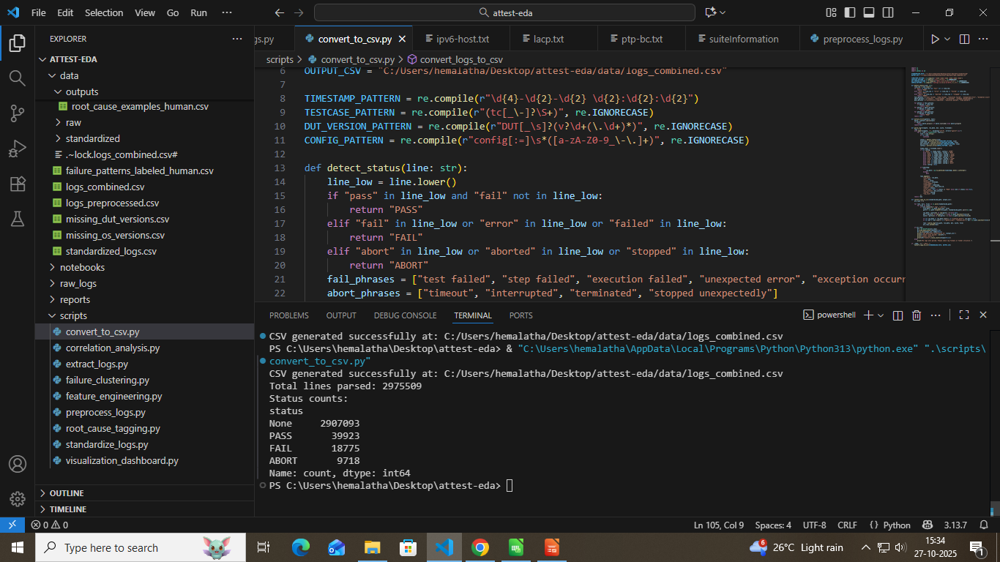 File Edit Selection View Go Run ··· attest-eda
EXPLORER ···
ATTEST-EDA
data
outputs
root_cause_examples_human.csv
raw
standardized
.~lock.logs_combined.csv#
failure_patterns_labeled_human.csv
logs_combined.csv
logs_preprocessed.csv
missing_dut_versions.csv
missing_os_versions.csv
standardized_logs.csv
notebooks
raw_logs
reports
scripts
convert_to_csv.py
correlation_analysis.py
extract_logs.py
failure_clustering.py
feature_engineering.py
preprocess_logs.py
root_cause_tagging.py
standardize_logs.py
visualization_dashboard.py
OUTLINE
TIMELINE
gs.py convert_to_csv.py ipv6-host.txt lacp.txt ptp-bc.txt suiteInformation preprocess_logs.py
scripts > convert_to_csv.py > convert_logs_to_csv
6 OUTPUT_CSV = "C:/Users/hemalatha/Desktop/attest-eda/data/logs_combined.csv"
7
8 TIMESTAMP_PATTERN = re.compile(r"\d{4}-\d{2}-\d{2} \d{2}:\d{2}:\d{2}")
9 TESTCASE_PATTERN = re.compile(r"(tc[_\-]?\S+)", re.IGNORECASE)
10 DUT_VERSION_PATTERN = re.compile(r"DUT[_\s]?(v?\d+(\.\d+)*)", re.IGNORECASE)
11 CONFIG_PATTERN = re.compile(r"config[:=]\s*([a-zA-Z0-9_\-\.]+)", re.IGNORECASE)
12
13 def detect_status(line: str):
14 line_low = line.lower()
15 if "pass" in line_low and "fail" not in line_low:
16 return "PASS"
17 elif "fail" in line_low or "error" in line_low or "failed" in line_low:
18 return "FAIL"
19 elif "abort" in line_low or "aborted" in line_low or "stopped" in line_low:
20 return "ABORT"
21 fail_phrases = ["test failed", "step failed", "execution failed", "unexpected error", "exception occurr
22 abort_phrases = ["timeout", "interrupted", "terminated", "stopped unexpectedly"]
PROBLEMS OUTPUT DEBUG CONSOLE TERMINAL PORTS powershell
CSV generated successfully at: C:/Users/hemalatha/Desktop/attest-eda/data/logs_combined.csv
PS C:\Users\hemalatha\Desktop\attest-eda> & "C:\Users\hemalatha\AppData\Local\Programs\Python\Python313\python.exe" ".\scripts\
convert_to_csv.py"
CSV generated successfully at: C:/Users/hemalatha/Desktop/attest-eda/data/logs_combined.csv
Total lines parsed: 2975509
Status counts:
status
None 2907093
PASS 39923
FAIL 18775
ABORT 9718
Name: count, dtype: int64
PS C:\Users\hemalatha\Desktop\attest-eda>
0 0 Ln 105, Col 9 Spaces: 4 UTF-8 CRLF {} Python 3.13.7
Type here to search 6 26°C Light rain 15:34 1
27-10-2025